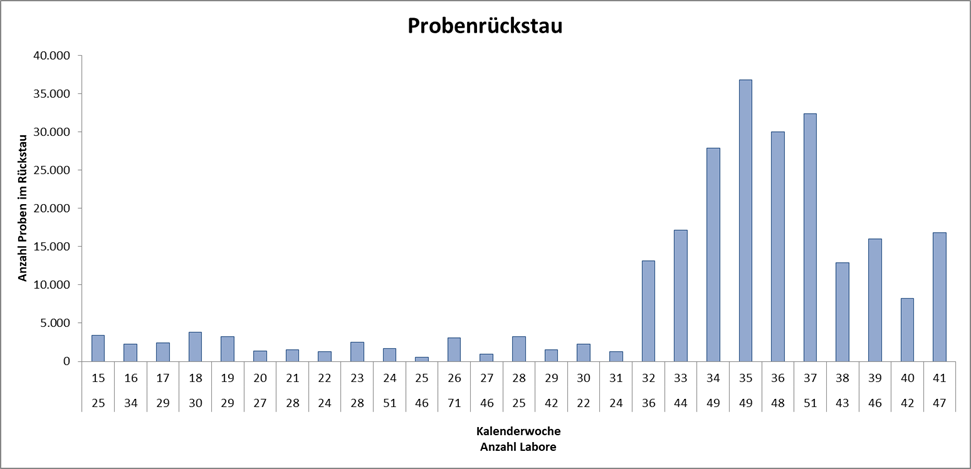 Probenrückstau
40.000
35.000
30.000
25.000
20.000
15.000
10.000
5.000
0
Anzahl Proben im Rückstau
15 16 17 18 19 20 21 22 23 24 25 26 27 28 29 30 31 32 33 34 35 36 37 38 39 40 41
25 34 29 30 29 27 28 24 28 51 46 71 46 25 42 22 24 36 44 49 49 48 51 43 46 42 47
Kalenderwoche
Anzahl Labore